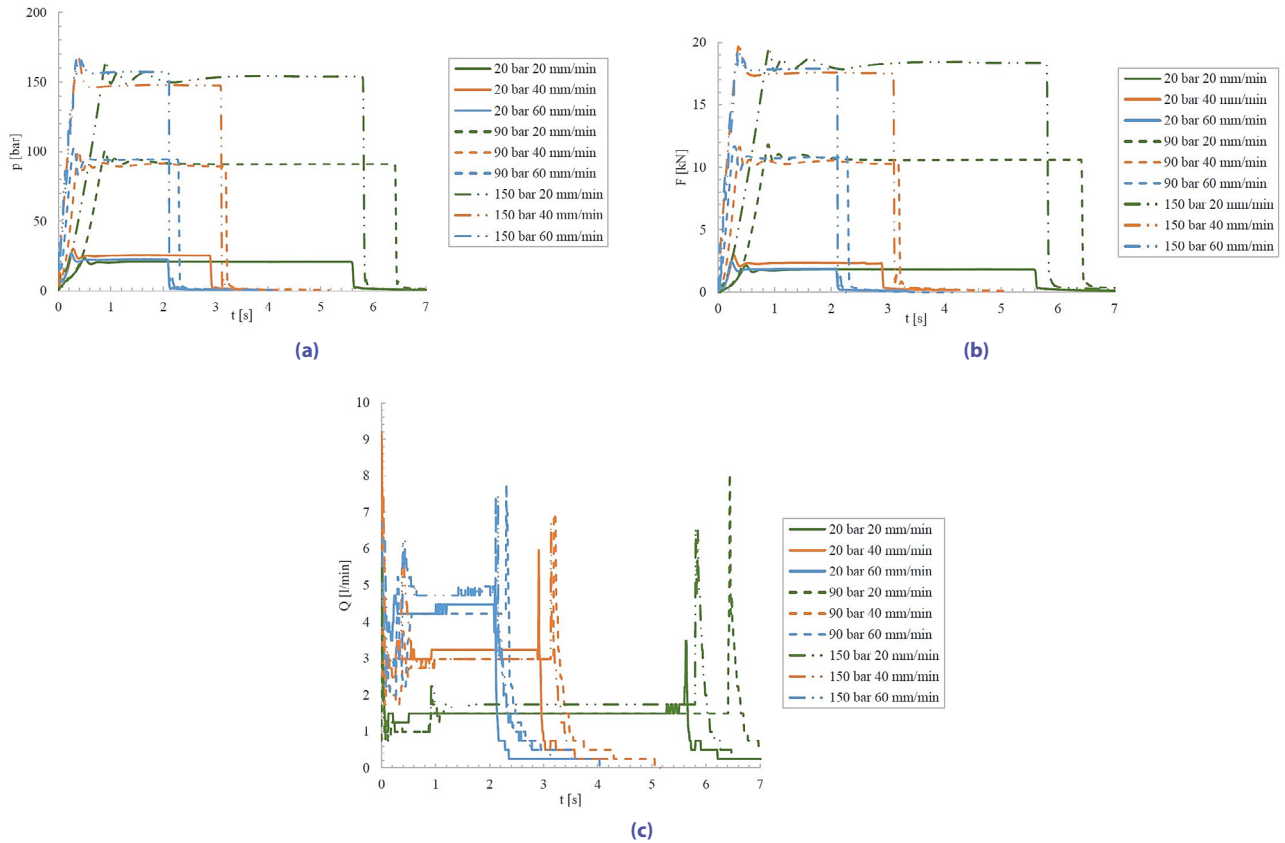 200
150
100
50
0
p [bar]
0 1 2 3 4 5 6 7
t [s]
20 bar 20 mm/min
20 bar 40 mm/min
20 bar 60 mm/min
90 bar 20 mm/min
90 bar 40 mm/min
90 bar 60 mm/min
150 bar 20 mm/min
150 bar 40 mm/min
150 bar 60 mm/min
(a)
20
15
10
5
0
F [kN]
0 1 2 3 4 5 6 7
t [s]
20 bar 20 mm/min
20 bar 40 mm/min
20 bar 60 mm/min
90 bar 20 mm/min
90 bar 40 mm/min
90 bar 60 mm/min
150 bar 20 mm/min
150 bar 40 mm/min
150 bar 60 mm/min
(b)
10
9
8
7
6
5
4
3
2
1
0
Q [l/min]
0 1 2 3 4 5 6 7
t [s]
20 bar 20 mm/min
20 bar 40 mm/min
20 bar 60 mm/min
90 bar 20 mm/min
90 bar 40 mm/min
90 bar 60 mm/min
150 bar 20 mm/min
150 bar 40 mm/min
150 bar 60 mm/min
(c)